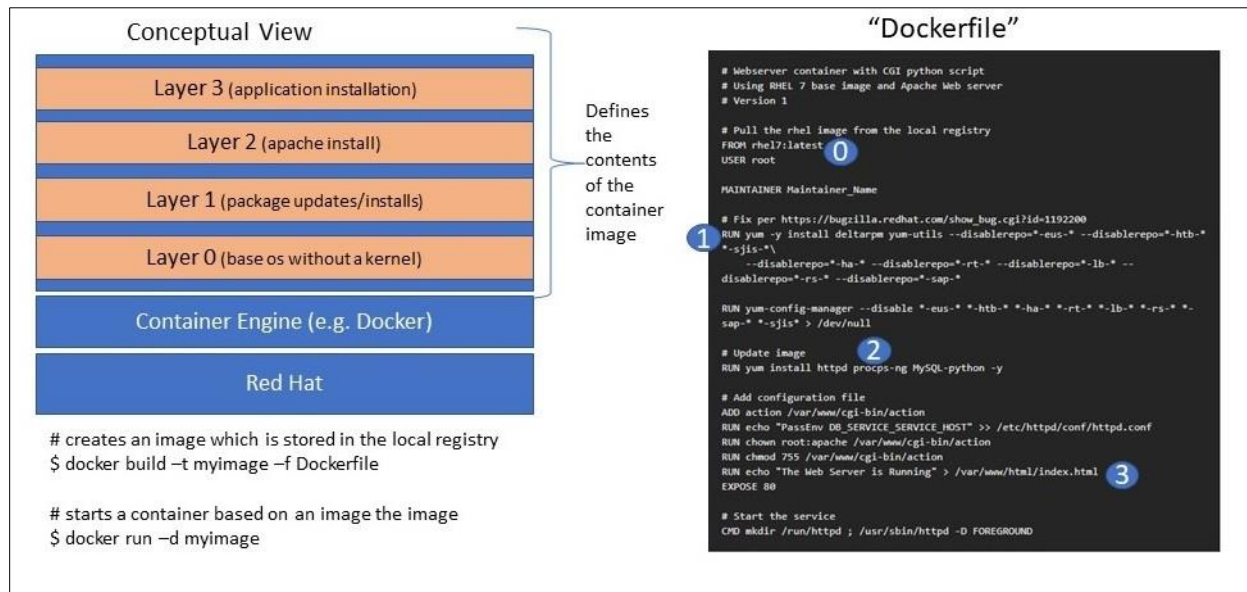 Conceptual View
Layer 3 (application installation)
Layer 2 (apache install)
Layer 1 (package updates/installs)
Layer 0 (base os without a kernel)
Container Engine (e.g. Docker)
Red Hat
Defines
the
contents
of the
container
image
# creates an image which is stored in the local registry
$ docker build –t myimage –f Dockerfile
# starts a container based on an image the image
$ docker run –d myimage
“Dockerfile”
# Webserver container with CGI python script
# Using RHEL 7 base image and Apache Web server
# Version 1
# Pull the rhel image from the local registry
FROM rhel7:latest
0
USER root
MAINTAINER Maintainer_Name
# Fix per https://bugzilla.redhat.com/show_bug.cgi?id=1192200
1
RUN yum -y install deltarpm yum-utils --disablerepo=*-eus-* --disablerepo=*-htb-*
*-sjis-*\
--disablerepo=*-ha-* --disablerepo=*-rt-* --disablerepo=*-lb-* --
disablerepo=*-rs-* --disablerepo=*-sap-*
RUN yum-config-manager --disable *-eus-* *-htb-* *-ha-* *-rt-* *-lb-* *-rs-* *-
sap-* *-sjis* > /dev/null
2
# Update image
RUN yum install httpd procps-ng MySQL-python -y
# Add configuration file
ADD action /var/www/cgi-bin/action
RUN echo "PassEnv DB_SERVICE_SERVICE_HOST" >> /etc/httpd/conf/httpd.conf
RUN chown root:apache /var/www/cgi-bin/action
RUN chmod 755 /var/www/cgi-bin/action
RUN echo "The Web Server is Running" > /var/www/html/index.html
3
EXPOSE 80
# Start the service
CMD mkdir /run/httpd ; /usr/sbin/httpd -D FOREGROUND